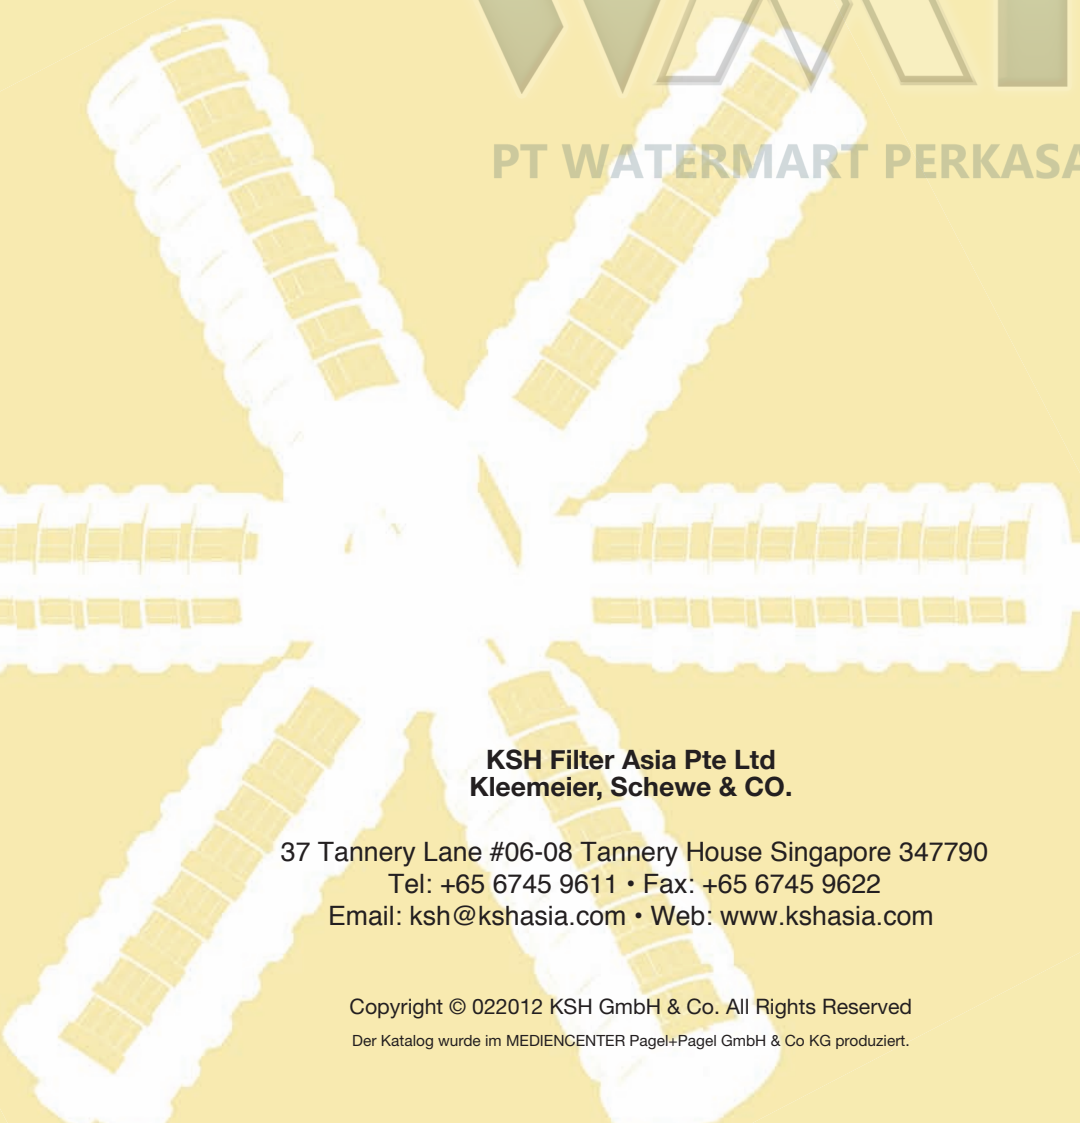 PT WATERMART PERKASA
KSH Filter Asia Pte Ltd
Kleemeier, Schewe & CO.
37 Tannery Lane #06-08 Tannery House Singapore 347790
Tel: +65 6745 9611 • Fax: +65 6745 9622
Email: ksh@kshasia.com • Web: www.kshasia.com
Copyright © 022012 KSH GmbH & Co. All Rights Reserved
Der Katalog wurde im MEDIENCENTER Pagel+Pagel GmbH & Co KG produziert.